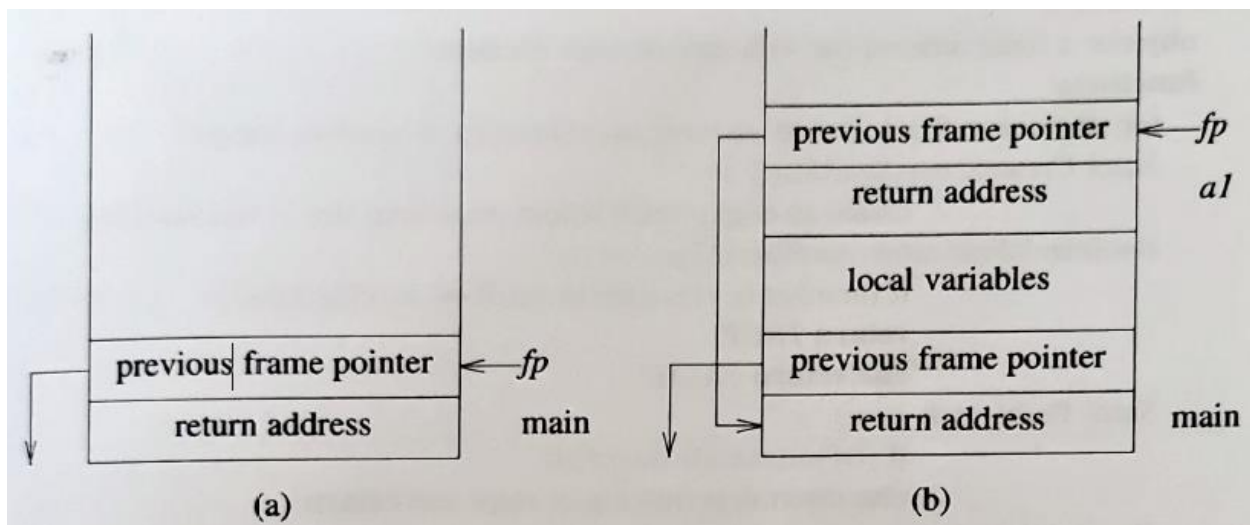 previous frame pointer fp
return address main
(a)
previous frame pointer fp
return address a1
local variables
previous frame pointer
return address main
(b)